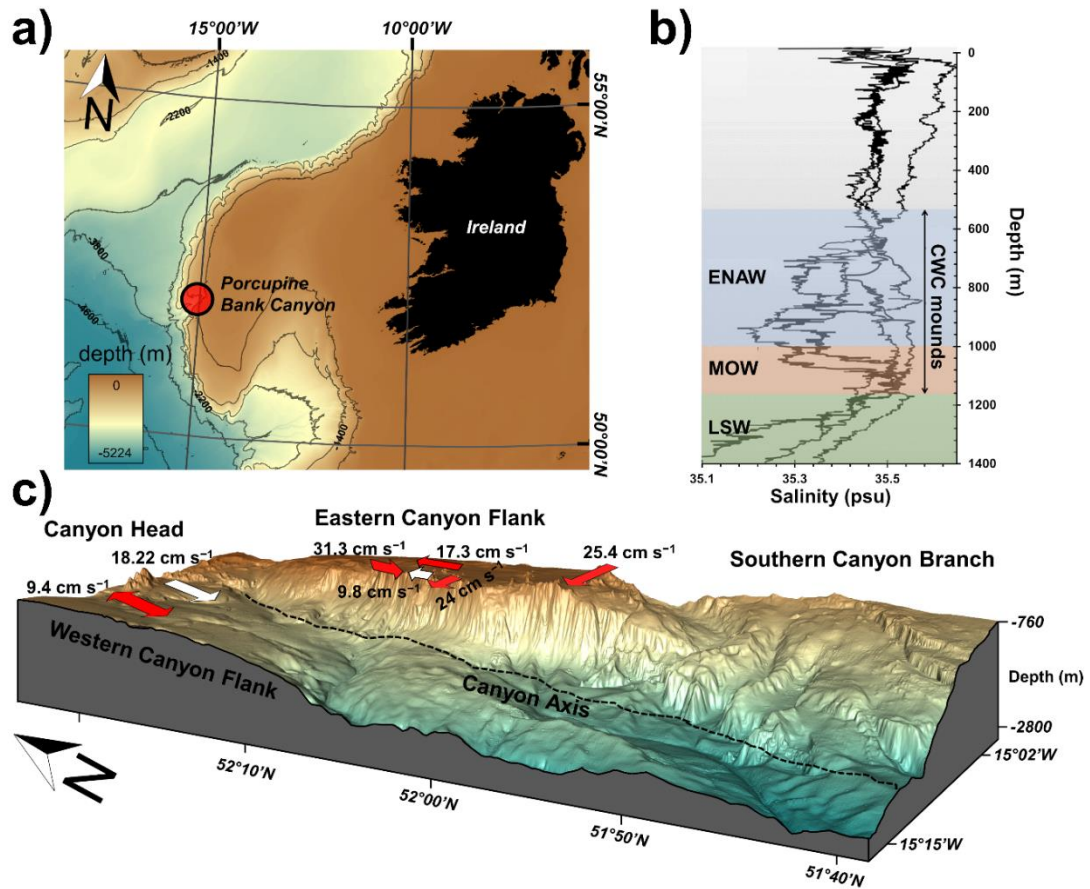 a)
15°00'W
10°00'W
-1400
-2200
N
55°00'N
Ireland
-3800
Porcupine
Bank Canyon
-4600
depth (m)
0
-5224
-2200
-1400
50°00'N
b)
0
200
400
600
800
1000
1200
1400
Depth (m)
ENAW
MOW
LSW
CWC mounds
35.1
35.3
35.5
Salinity (psu)
c)
Canyon Head
Eastern Canyon Flank
Southern Canyon Branch
18.22 cm s⁻¹
31.3 cm s⁻¹
17.3 cm s⁻¹
25.4 cm s⁻¹
9.4 cm s⁻¹
9.8 cm s⁻¹
24 cm s⁻¹
Western Canyon Flank
Canyon Axis
-760
Depth (m)
-2800
N
52°10'N
52°00'N
51°50'N
51°40'N
15°02'W
15°15'W